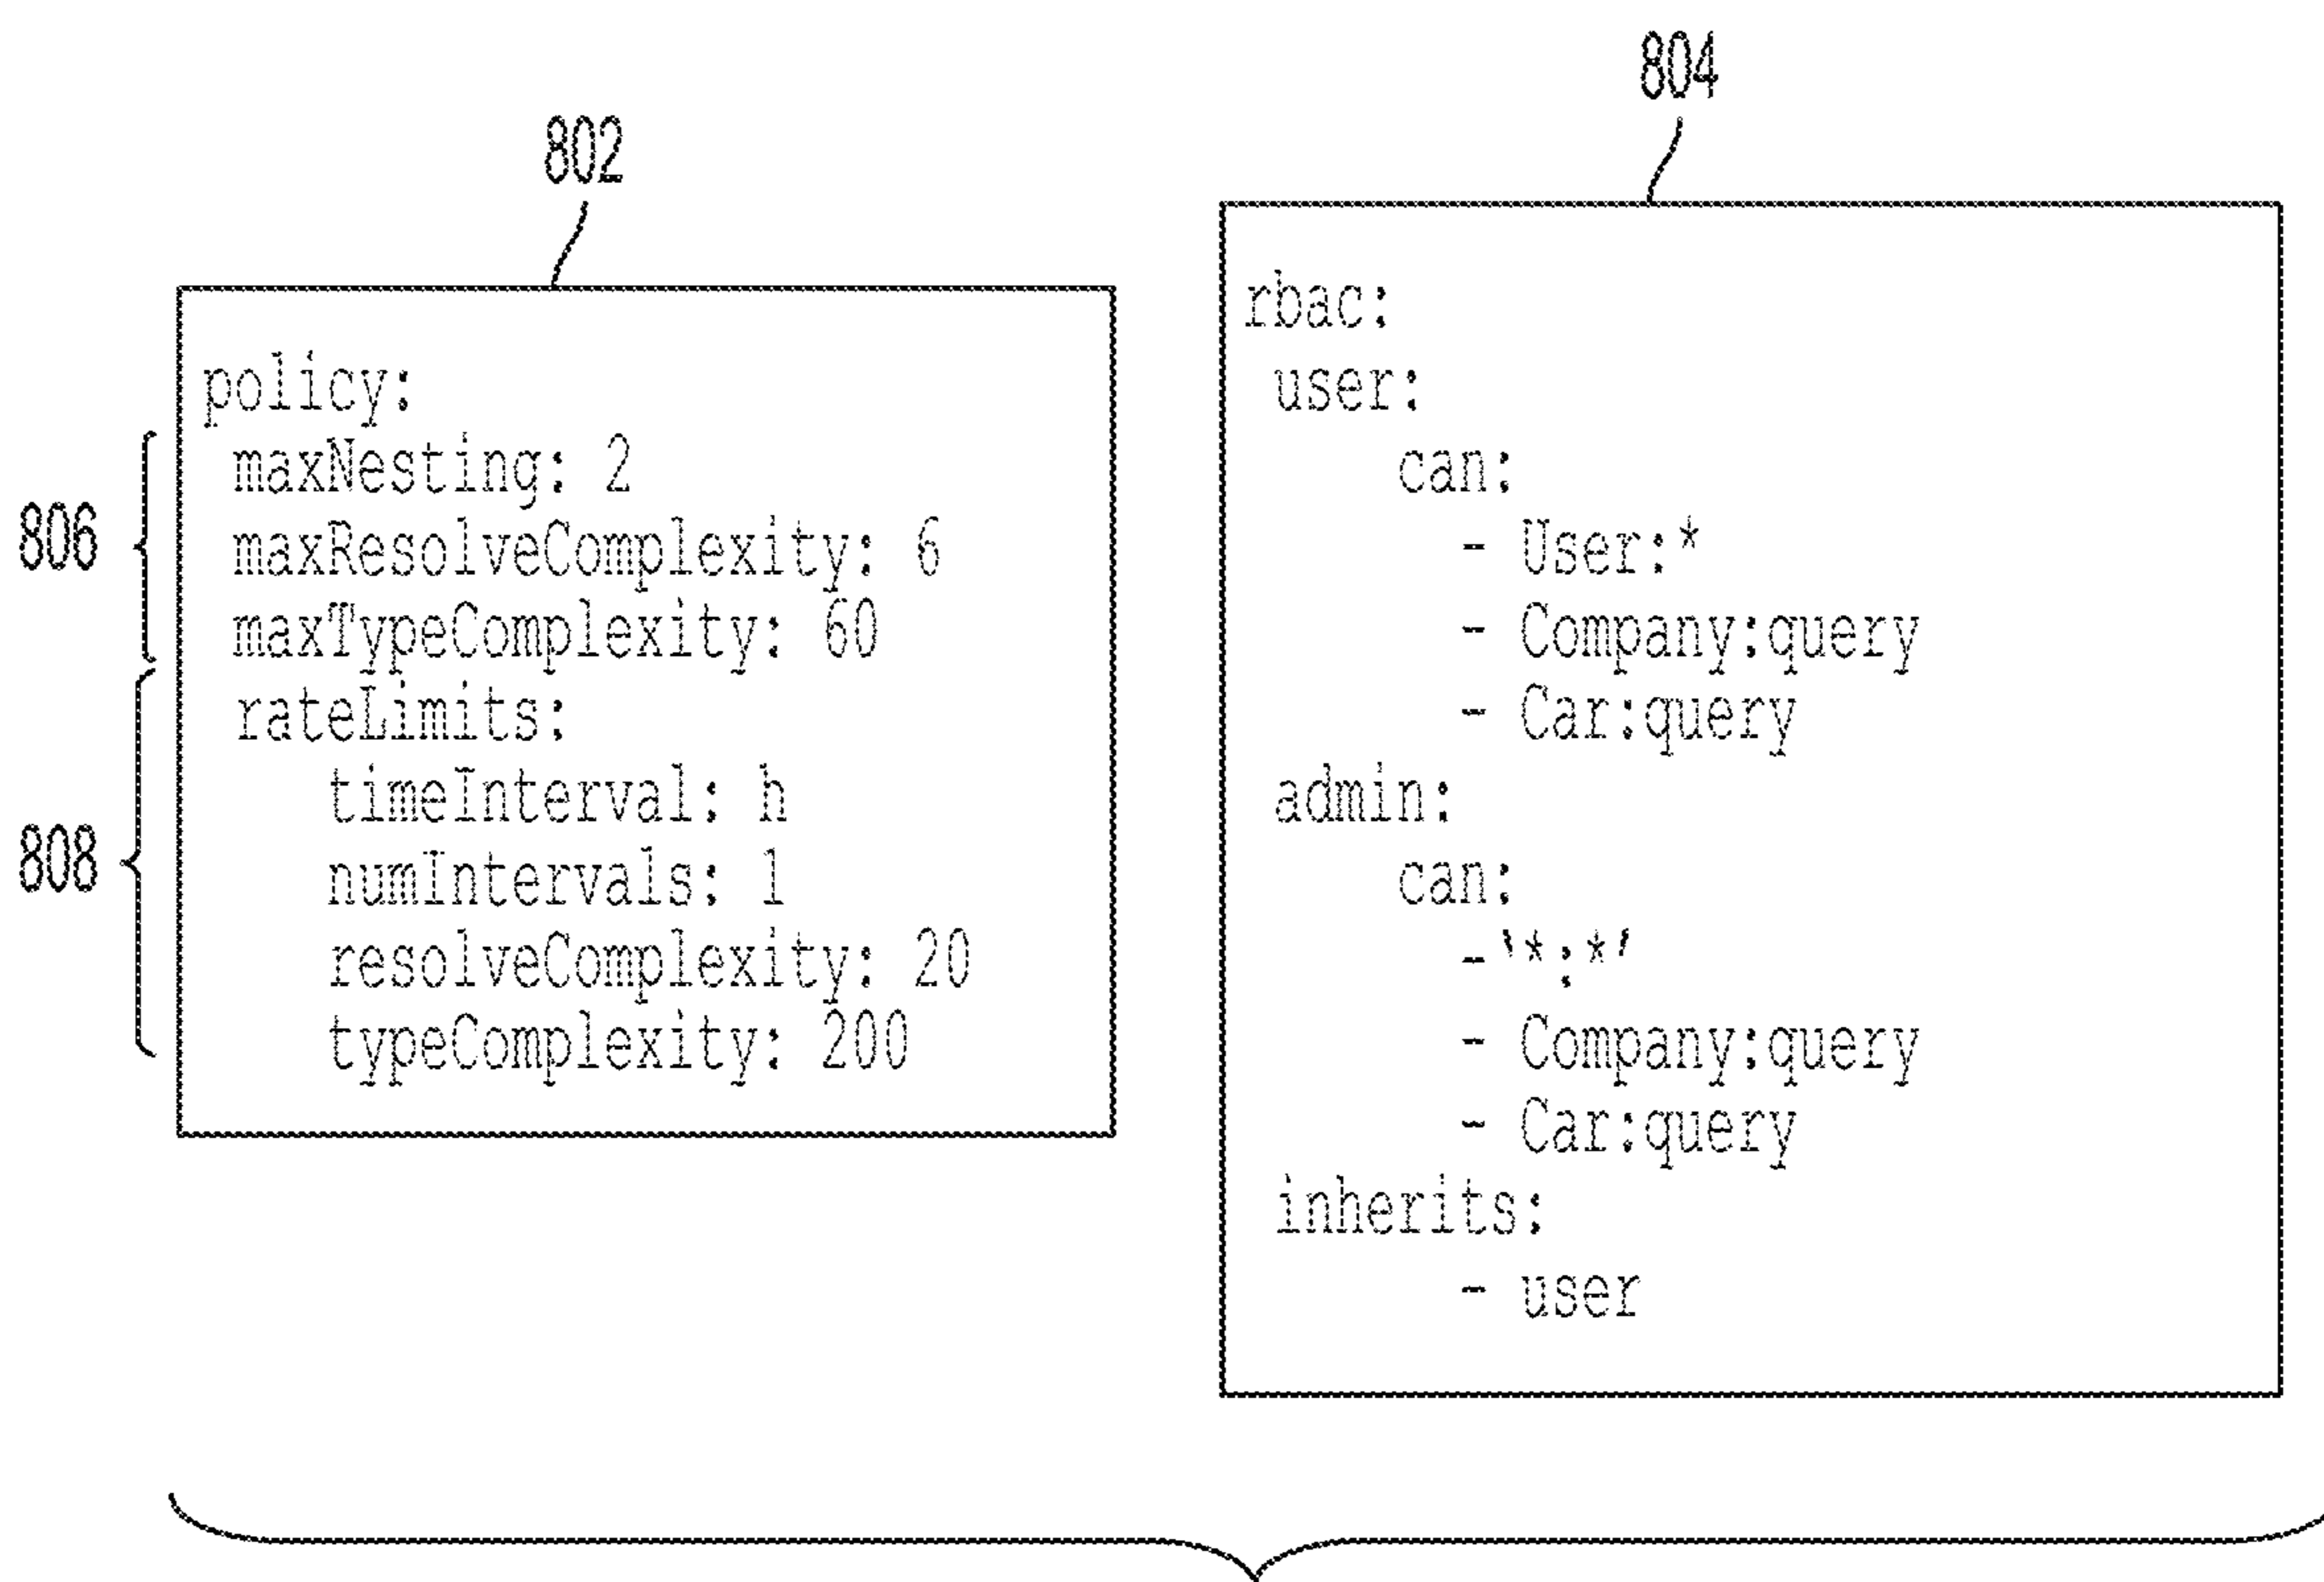 802
policy:
maxNesting: 2
maxResolveComplexity: 6
maxTypeComplexity: 60
rateLimits:
timeInterval: h
numIntervals: 1
resolveComplexity: 20
typeComplexity: 200
806
808
804
rbac:
user:
can:
- User:*
- Company:query
- Car:query
admin:
can:
-'*:*'
- Company:query
- Car:query
inherits:
- user